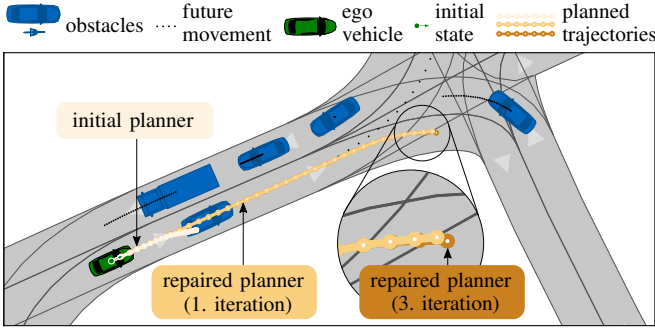 obstacles
future
movement
ego
vehicle
initial
state
planned
trajectories
initial planner
repaired planner
(1. iteration)
repaired planner
(3. iteration)